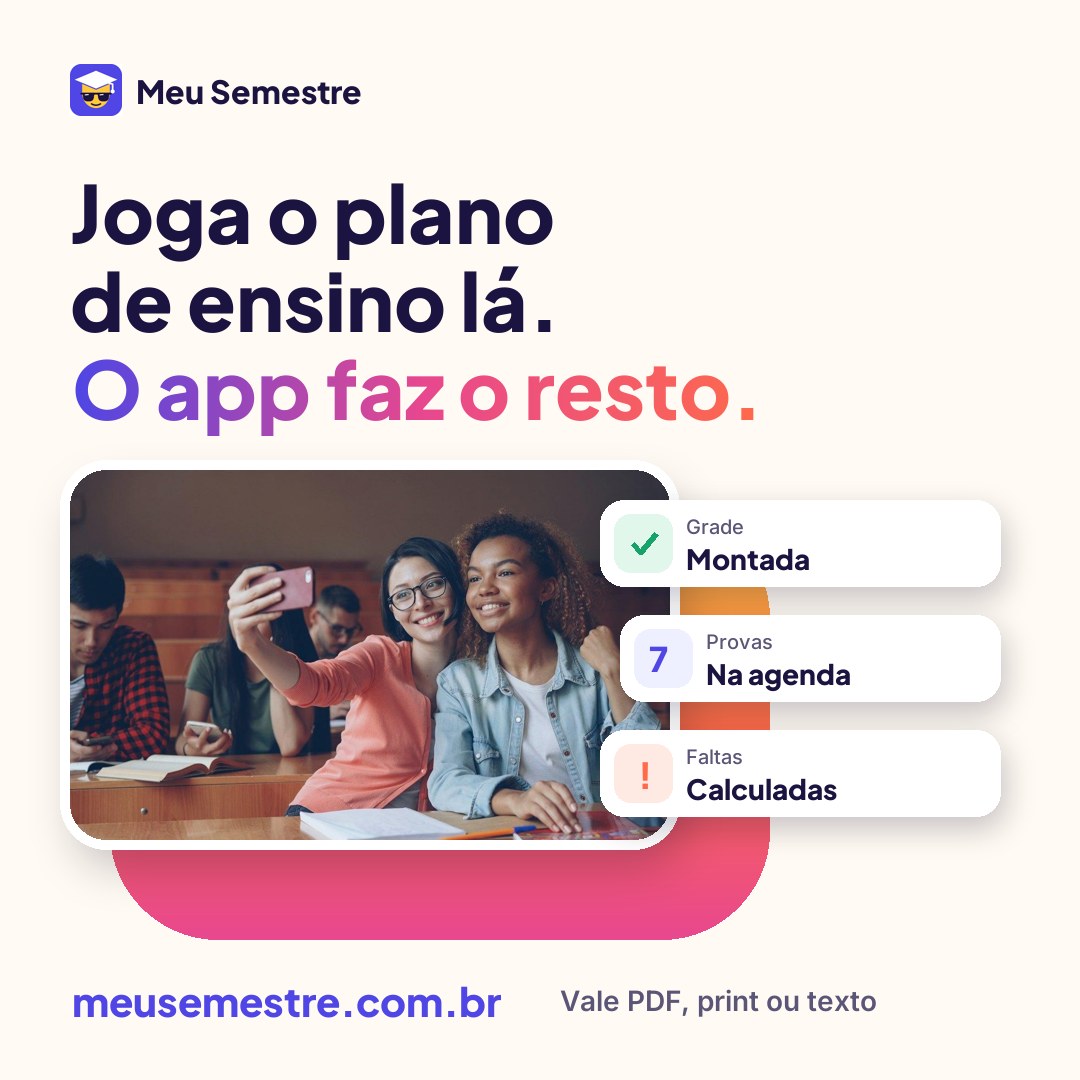 Meu Semestre
Joga o plano
de ensino lá.
O app faz o resto.
Grade
Montada
7
Provas
Na agenda
!
Faltas
Calculadas
meusemestre.com.br
Vale PDF, print ou texto